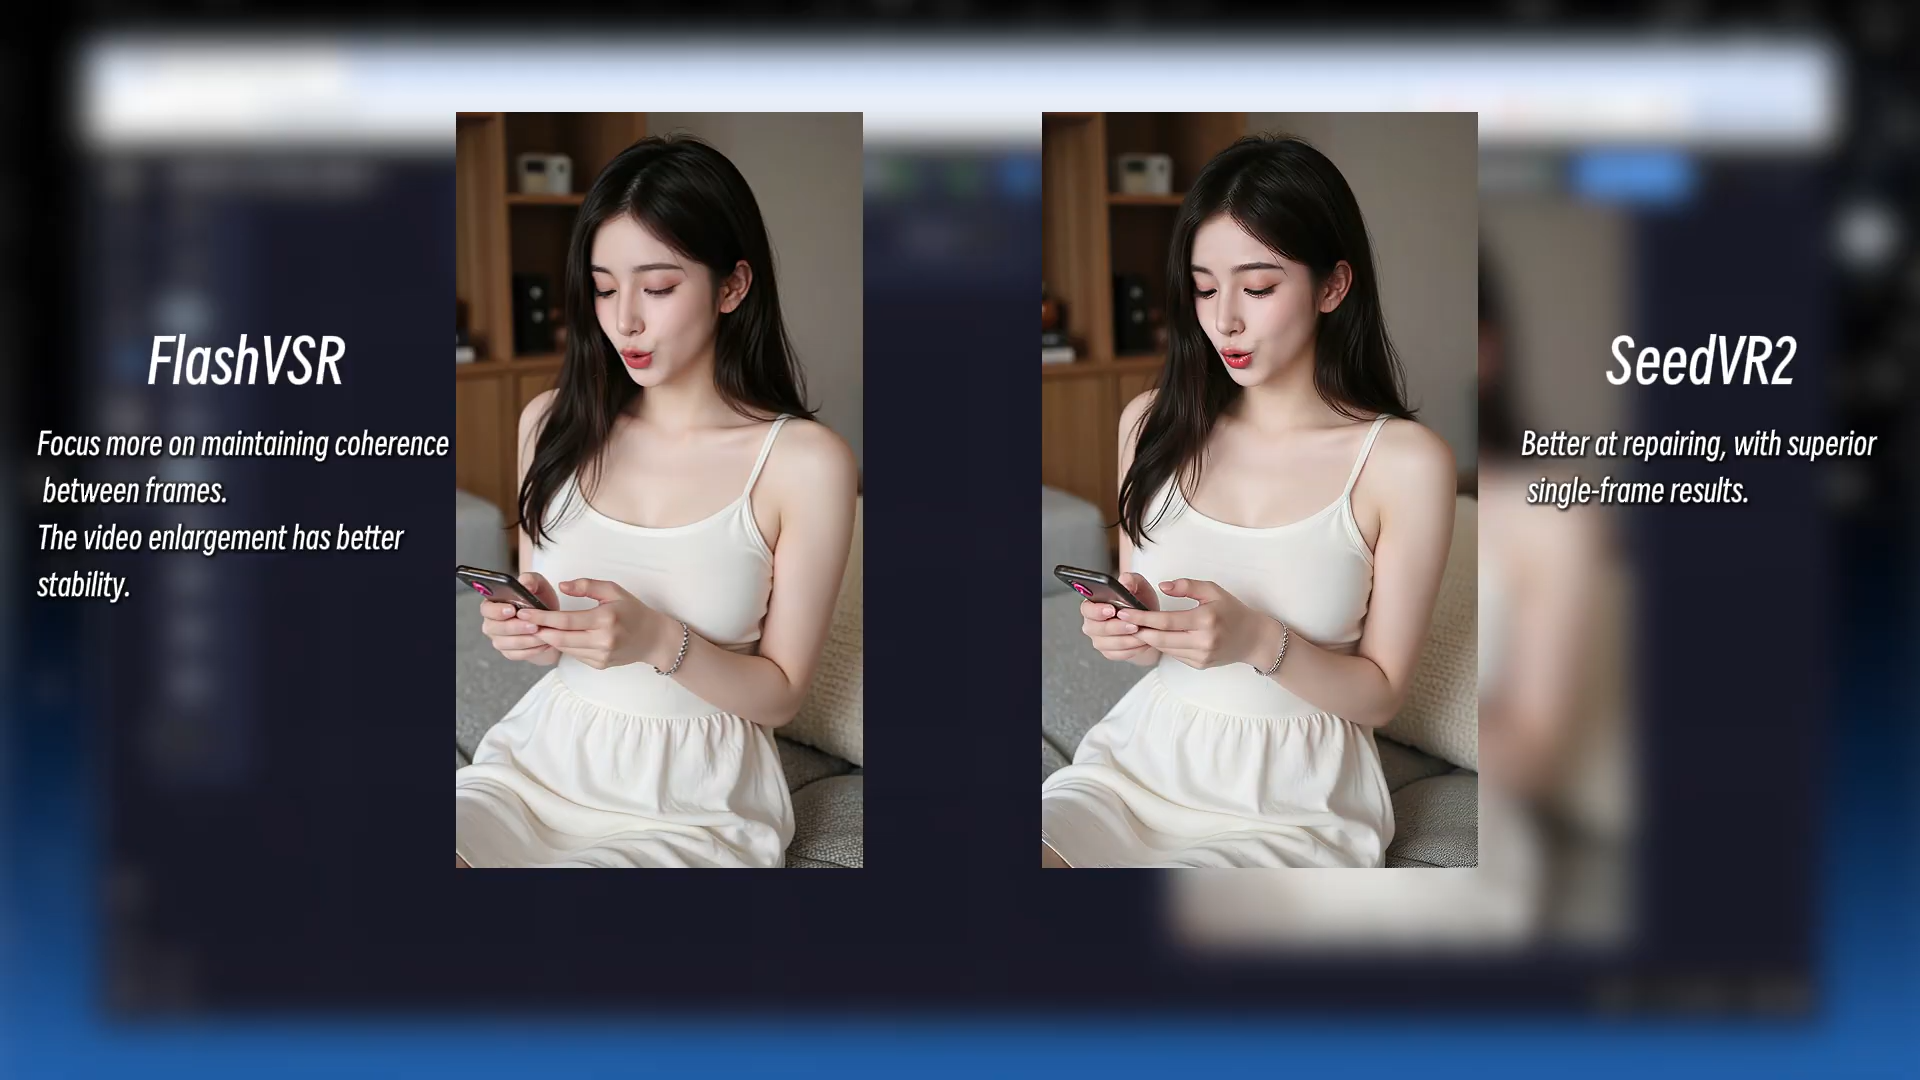 FlashVSR
Focus more on maintaining coherence
between frames.
The video enlargement has better
stability.
SeedVR2
Better at repairing, with superior
single-frame results.